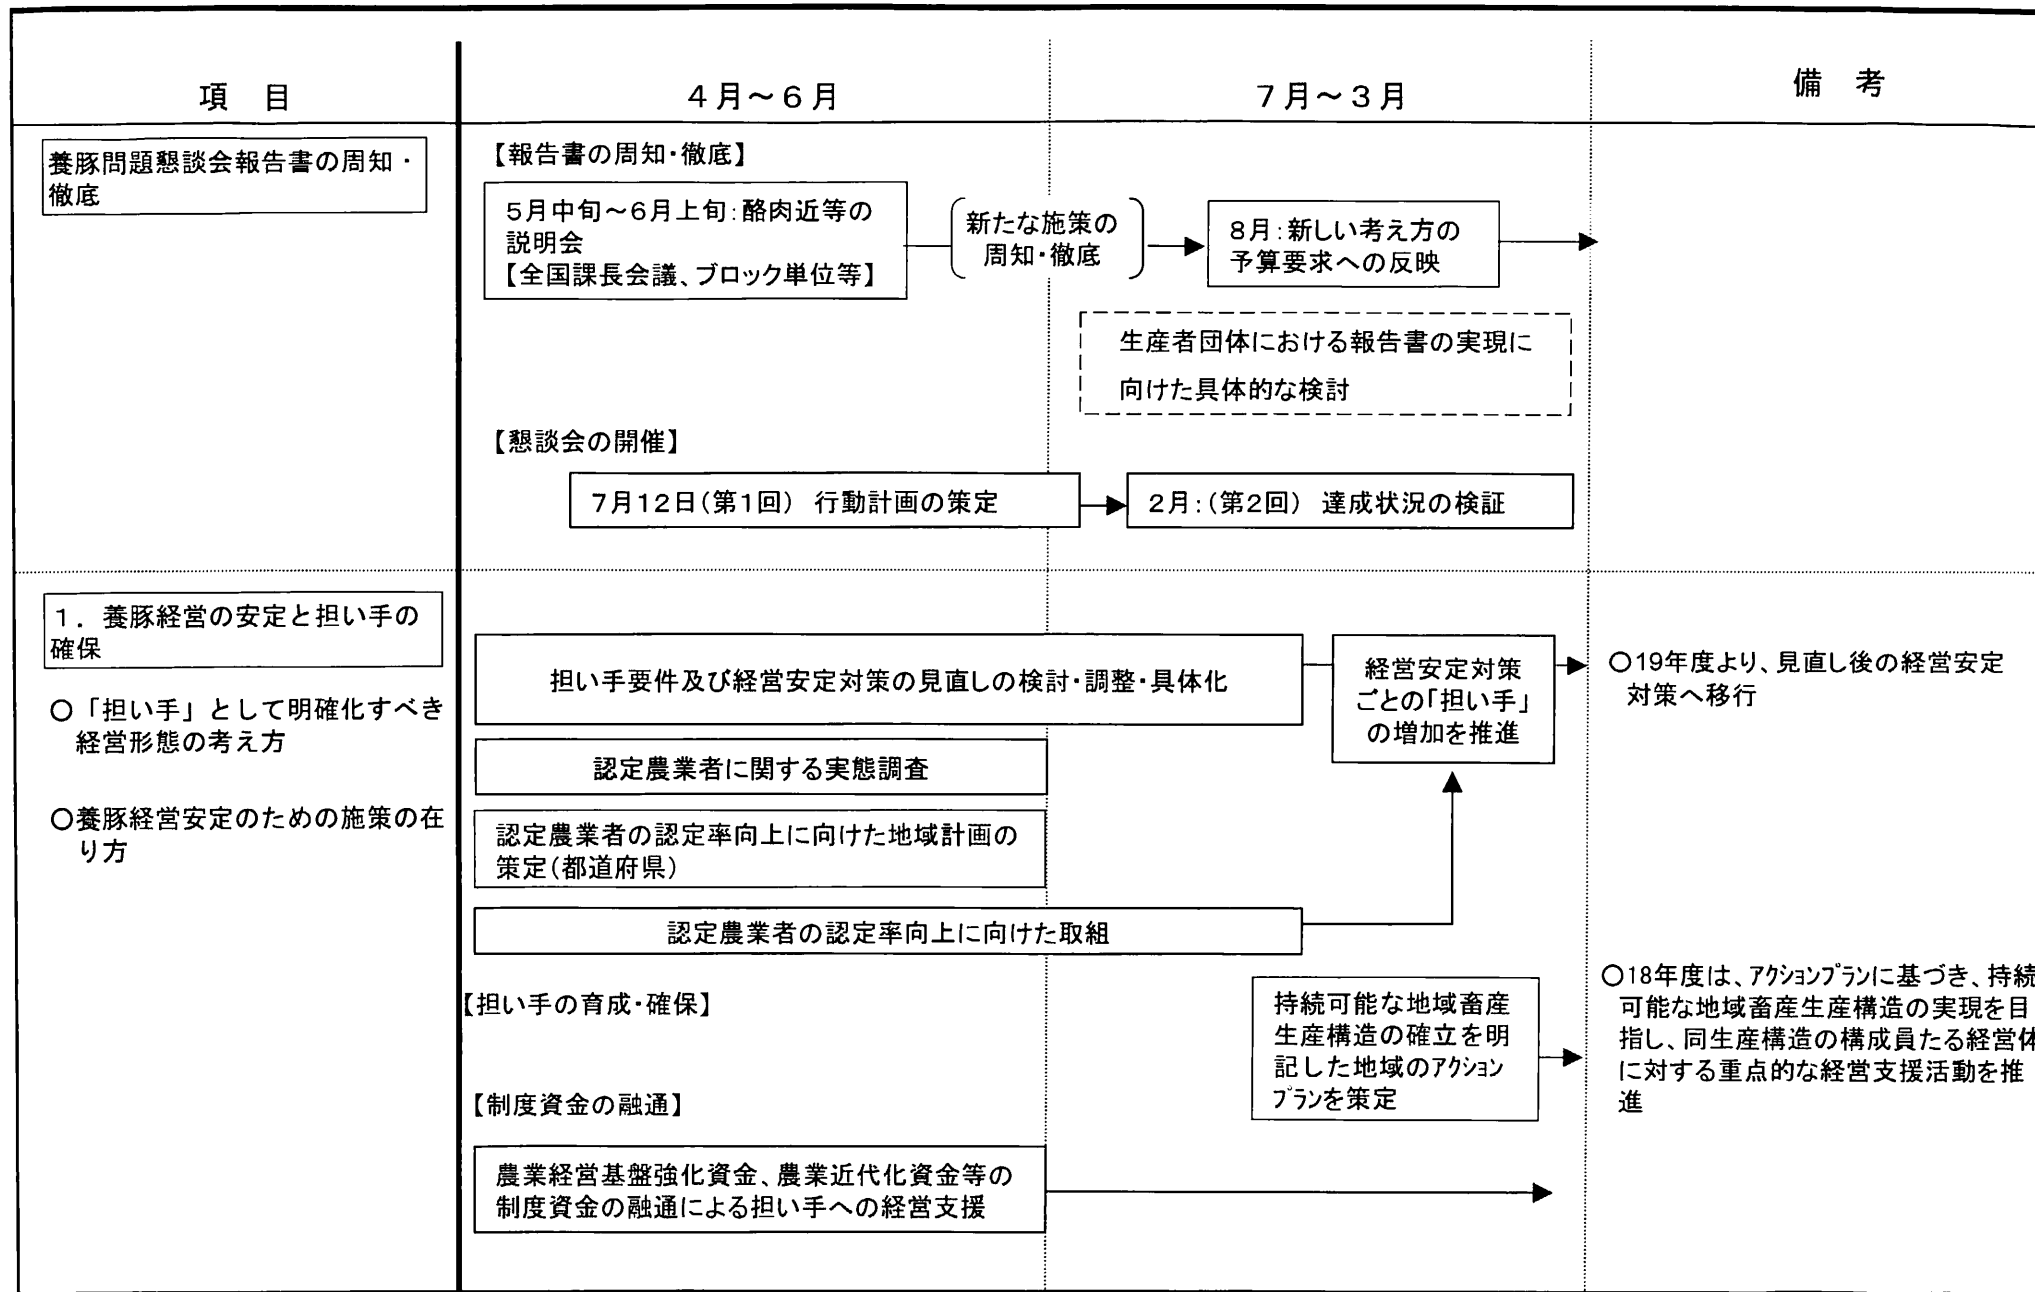 項　目
4月～6月
7月～3月
備　考
養豚問題懇談会報告書の周知・
徹底
【報告書の周知・徹底】
5月中旬～6月上旬：酪肉近等の
説明会
【全国課長会議、ブロック単位等】
新たな施策の
周知・徹底
8月：新しい考え方の
予算要求への反映
生産者団体における報告書の実現に
向けた具体的な検討
【懇談会の開催】
7月12日（第1回）　行動計画の策定
2月：（第2回）　達成状況の検証
1．養豚経営の安定と担い手の
確保
○「担い手」として明確化すべき
経営形態の考え方
○養豚経営安定のための施策の在
り方
担い手要件及び経営安定対策の見直しの検討・調整・具体化
経営安定対策
ごとの「担い手」
の増加を推進
○19年度より、見直し後の経営安定
対策へ移行
認定農業者に関する実態調査
認定農業者の認定率向上に向けた地域計画の
策定（都道府県）
認定農業者の認定率向上に向けた取組
【担い手の育成・確保】
持続可能な地域畜産
生産構造の確立を明
記した地域のｱｸｼｮﾝ
ﾌﾟﾗﾝを策定
○18年度は、ｱｸｼｮﾝﾌﾟﾗﾝに基づき、持続
可能な地域畜産生産構造の実現を目
指し、同生産構造の構成員たる経営体
に対する重点的な経営支援活動を推
進
【制度資金の融通】
農業経営基盤強化資金、農業近代化資金等の
制度資金の融通による担い手への経営支援